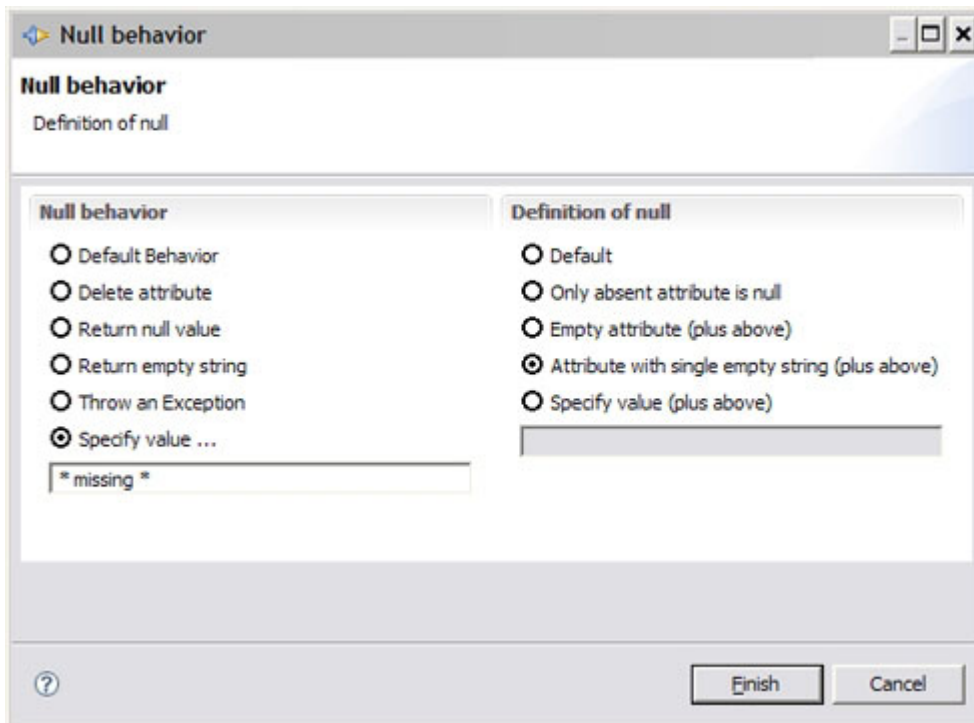 Null behavior
Null behavior
Definition of null
Null behavior
Default Behavior
Delete attribute
Return null value
Return empty string
Throw an Exception
Specify value ...
* missing *
Definition of null
Default
Only absent attribute is null
Empty attribute (plus above)
Attribute with single empty string (plus above)
Specify value (plus above)
?
Finish
Cancel